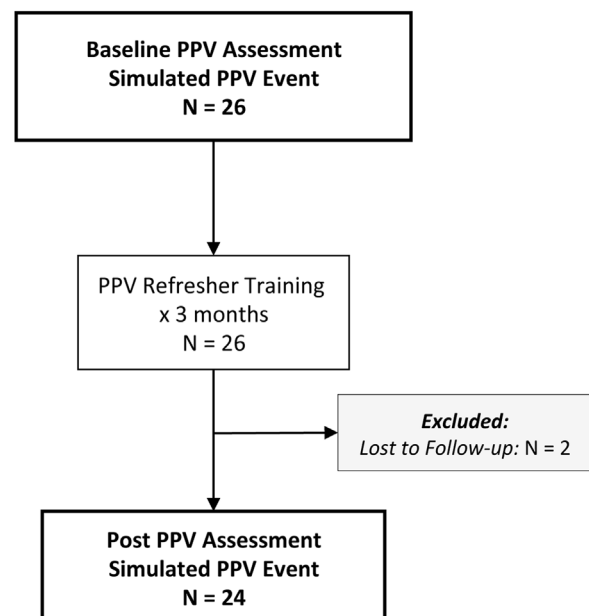 Baseline PPV Assessment
Simulated PPV Event
N = 26
PPV Refresher Training
x 3 months
N = 26
Excluded:
Lost to Follow-up: N = 2
Post PPV Assessment
Simulated PPV Event
N = 24